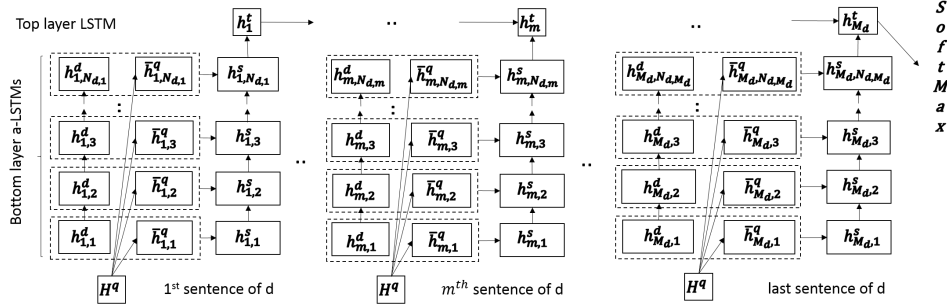 Top layer LSTM
h_1^t
..
h_m^t
..
h_{M_d}^t
S
o
f
t
M
a
x
Bottom layer a-LSTMs
h_{1,N_{d,1}}^d h̅_{1,N_{d,1}}^q h_{1,N_{d,1}}^s
:
h_{1,3}^d h̅_{1,3}^q h_{1,3}^s
h_{1,2}^d h̅_{1,2}^q h_{1,2}^s
h_{1,1}^d h̅_{1,1}^q h_{1,1}^s
H^q
1st sentence of d
..
h_{m,N_{d,m}}^d h̅_{m,N_{d,m}}^q h_{m,N_{d,m}}^s
:
h_{m,3}^d h̅_{m,3}^q h_{m,3}^s
h_{m,2}^d h̅_{m,2}^q h_{m,2}^s
h_{m,1}^d h̅_{m,1}^q h_{m,1}^s
H^q
m^th sentence of d
..
h_{M_d,N_{d,M_d}}^d h̅_{M_d,N_{d,M_d}}^q h_{M_d,N_{d,M_d}}^s
:
h_{M_d,3}^d h̅_{M_d,3}^q h_{M_d,3}^s
h_{M_d,2}^d h̅_{M_d,2}^q h_{M_d,2}^s
h_{M_d,1}^d h̅_{M_d,1}^q h_{M_d,1}^s
H^q
last sentence of d